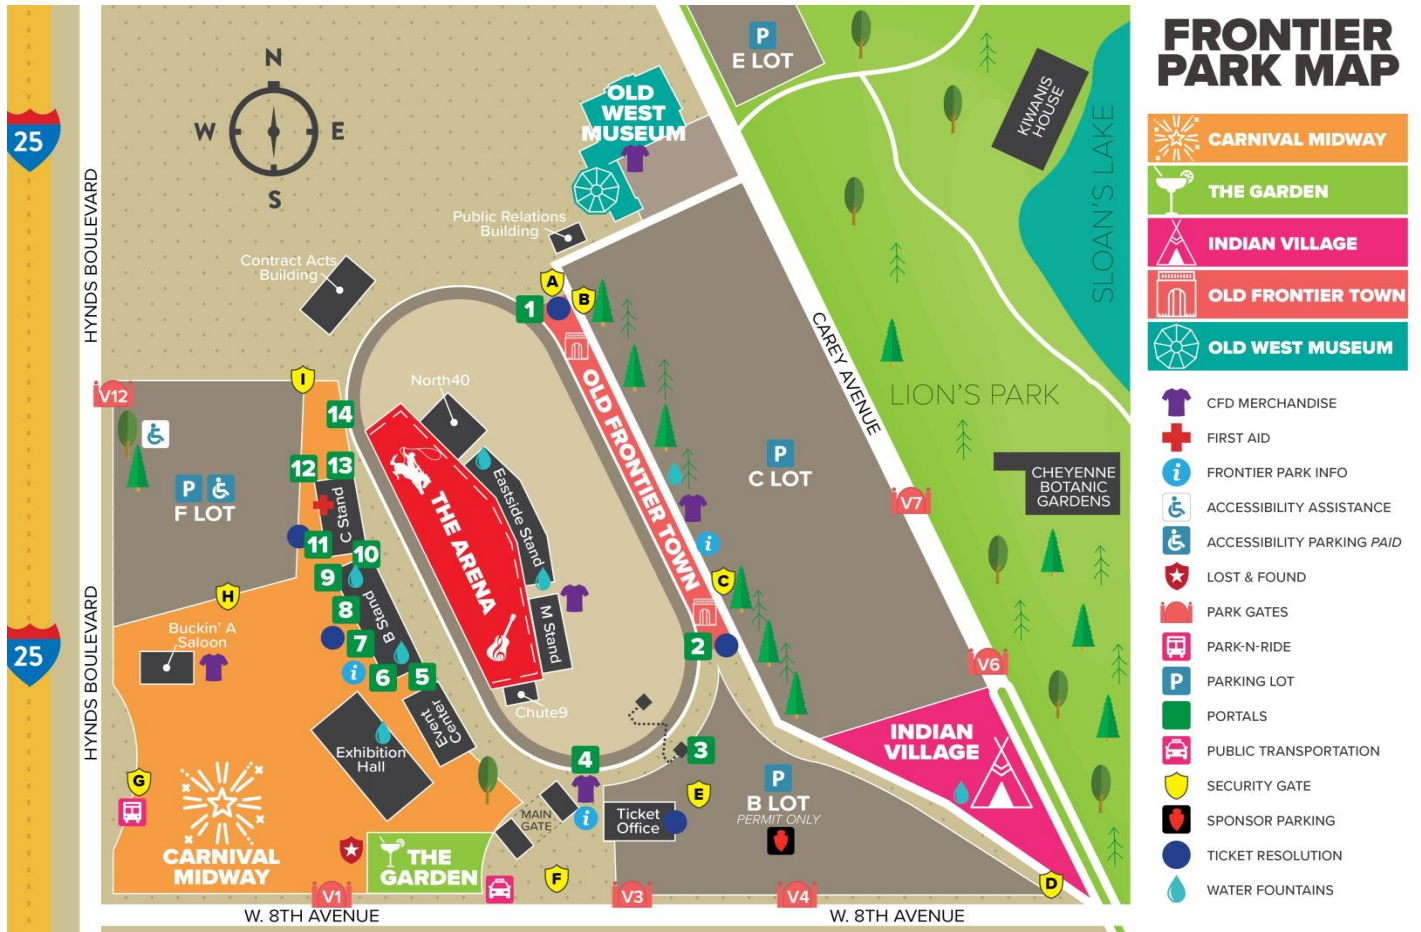 FRONTIER
PARK MAP
CARNIVAL MIDWAY
THE GARDEN
INDIAN VILLAGE
OLD FRONTIER TOWN
OLD WEST MUSEUM
CFD MERCHANDISE
FIRST AID
i
FRONTIER PARK INFO
ACCESSIBILITY ASSISTANCE
ACCESSIBILITY PARKING PAID
LOST & FOUND
PARK GATES
PARK-N-RIDE
P
PARKING LOT
PORTALS
PUBLIC TRANSPORTATION
SECURITY GATE
SPONSOR PARKING
TICKET RESOLUTION
WATER FOUNTAINS
25
25
HYNDS BOULEVARD
HYNDS BOULEVARD
N
W
E
S
P
E LOT
KIWANIS
HOUSE
SLOAN'S LAKE
OLD
WEST
MUSEUM
Public Relations
Building
Contract Acts
Building
A
B
1
CAREY AVENUE
LION'S PARK
I
V12
14
North40
OLD FRONTIER TOWN
12
13
P
F LOT
C Stand
THE ARENA
Eastside Stand
P
C LOT
CHEYENNE
BOTANIC
GARDENS
V7
11
10
i
9
C
H
8
B Stand
M Stand
Buckin' A
Saloon
7
2
i
6
5
V6
Chute9
Event
Center
Exhibition
Hall
INDIAN
VILLAGE
3
4
G
P
B LOT
PERMIT ONLY
E
MAIN
GATE
i
Ticket
Office
CARNIVAL
MIDWAY
THE
GARDEN
F
D
V1
V3
V4
W. 8TH AVENUE
W. 8TH AVENUE